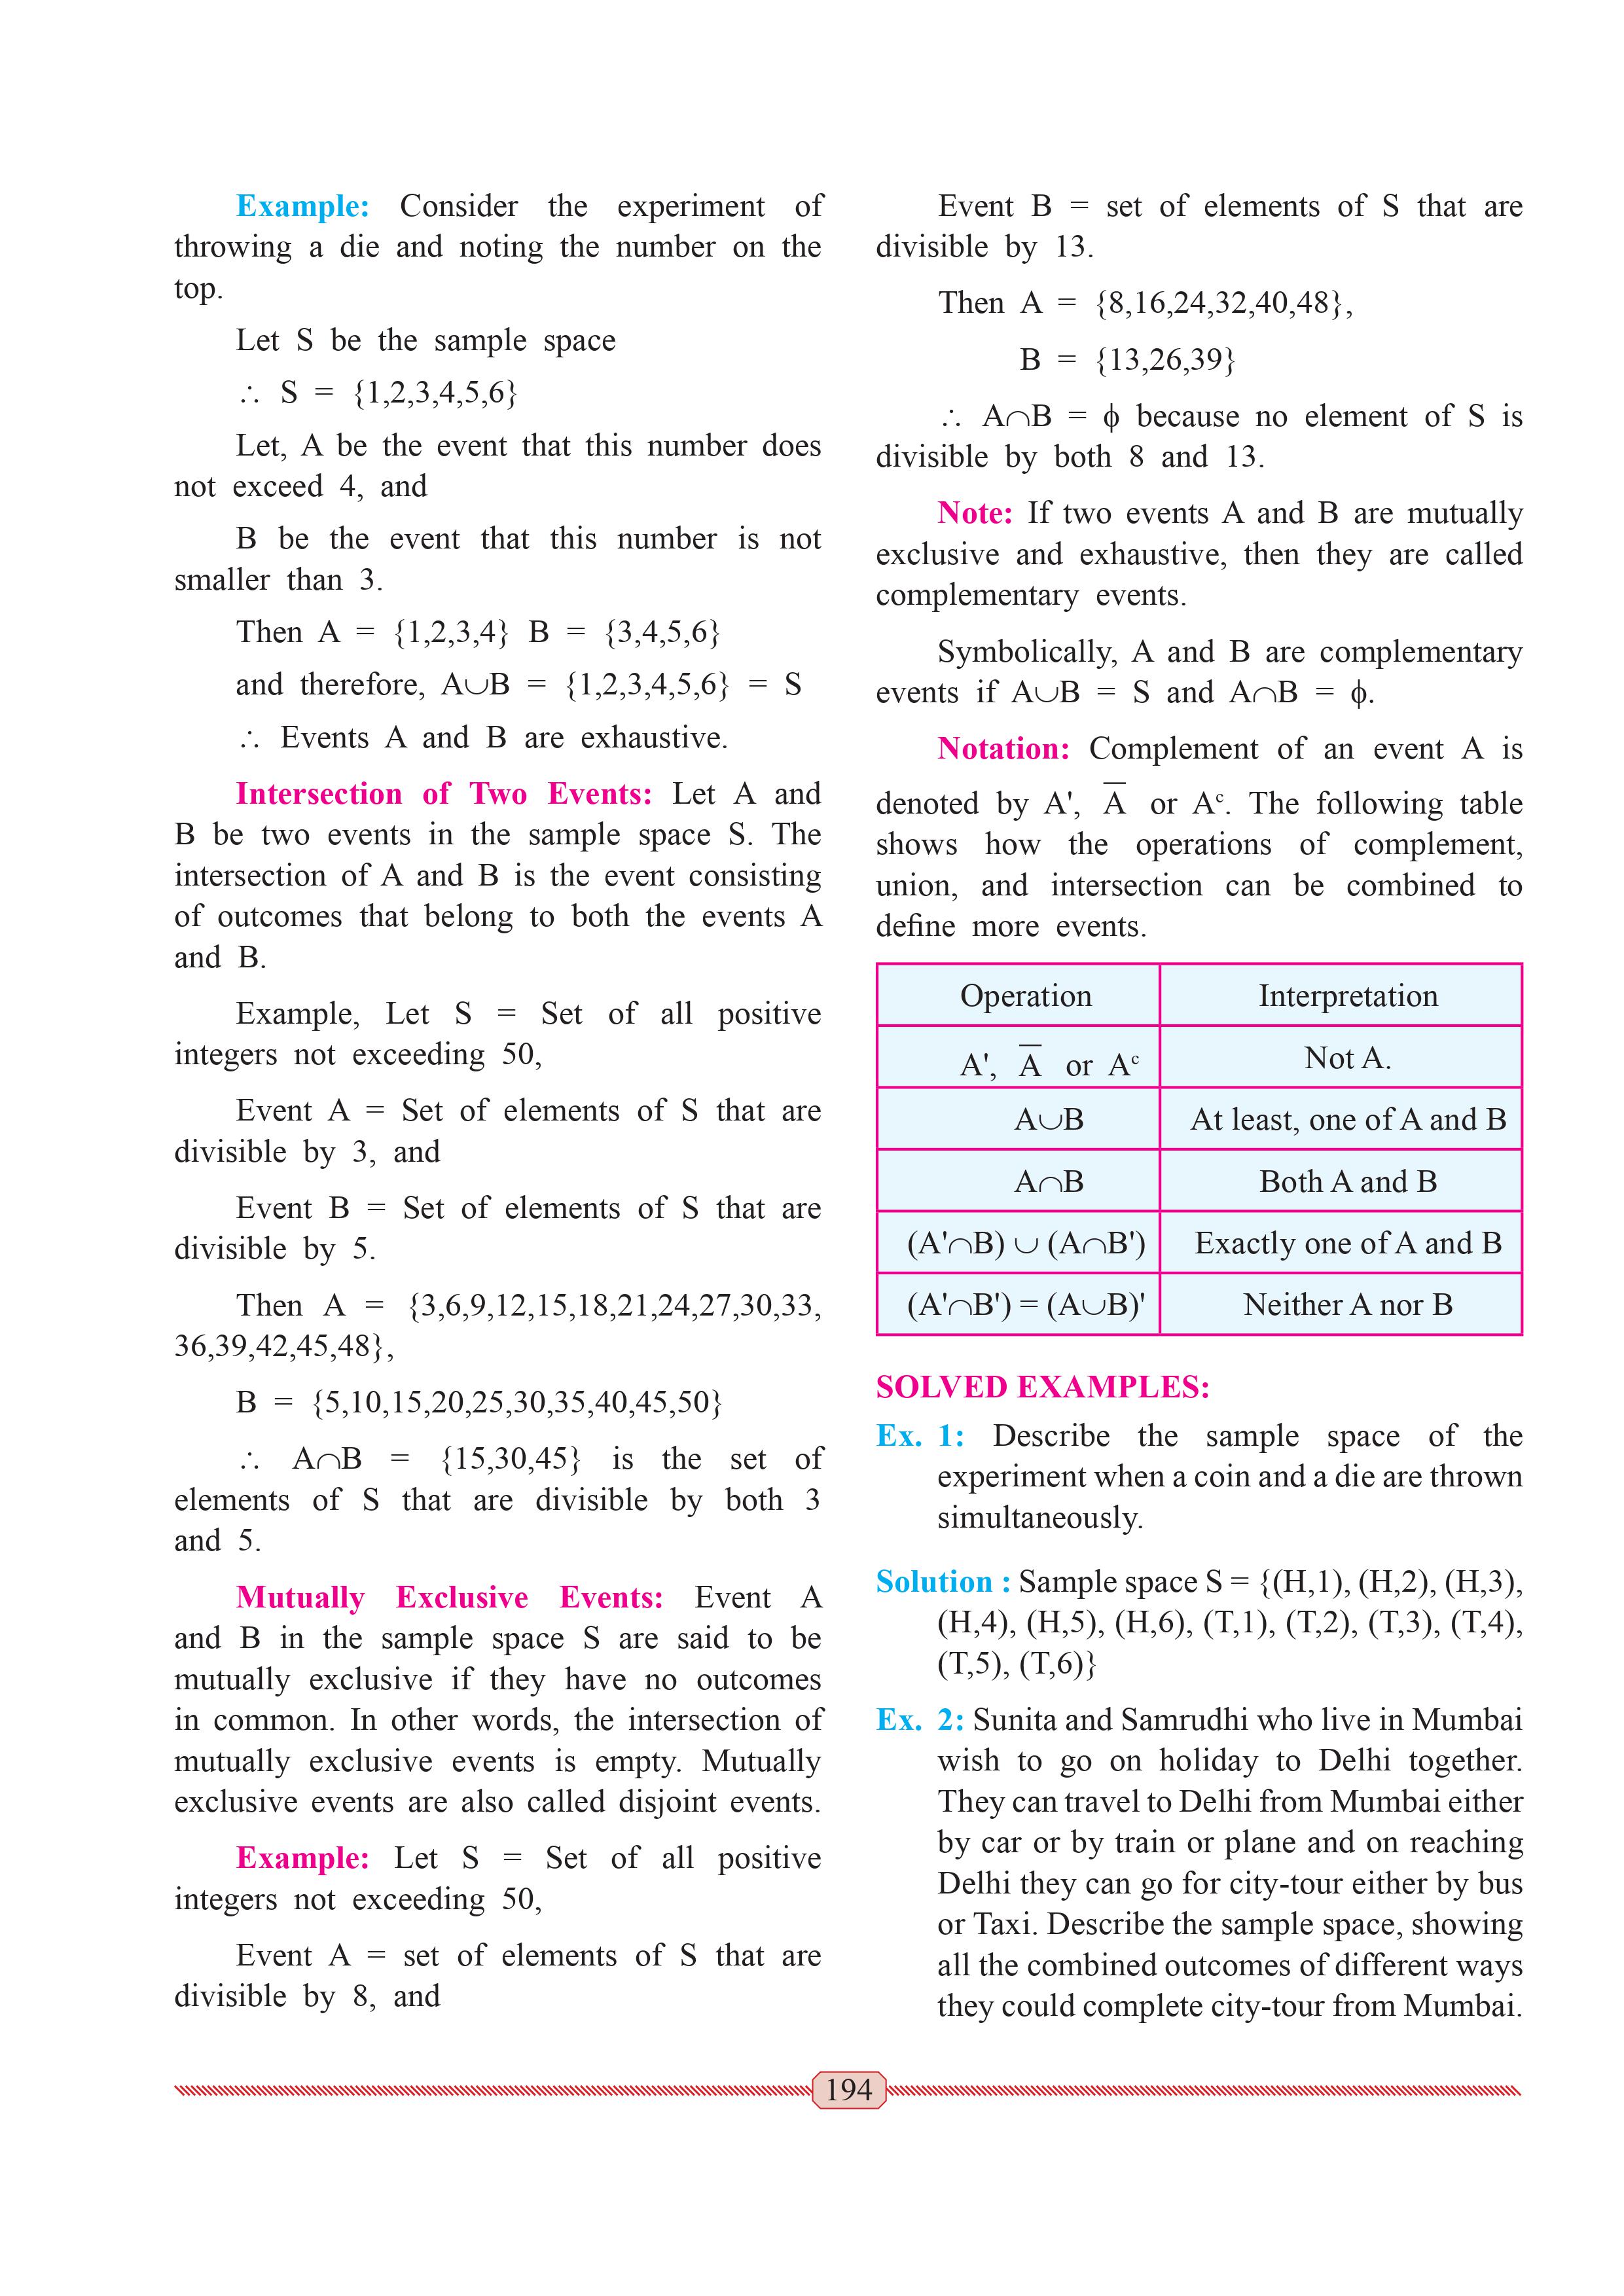 Example: Consider the experiment of
throwing a die and noting the number on the
top.
Let S be the sample space
∴ S = {1,2,3,4,5,6}
Let, A be the event that this number does
not exceed 4, and
B be the event that this number is not
smaller than 3.
Then A = {1,2,3,4} B = {3,4,5,6}
and therefore, A∪B = {1,2,3,4,5,6} = S
∴ Events A and B are exhaustive.
Intersection of Two Events: Let A and
B be two events in the sample space S. The
intersection of A and B is the event consisting
of outcomes that belong to both the events A
and B.
Example, Let S = Set of all positive
integers not exceeding 50,
Event A = Set of elements of S that are
divisible by 3, and
Event B = Set of elements of S that are
divisible by 5.
Then A = {3,6,9,12,15,18,21,24,27,30,33,
36,39,42,45,48},
B = {5,10,15,20,25,30,35,40,45,50}
∴ A∩B = {15,30,45} is the set of
elements of S that are divisible by both 3
and 5.
Mutually Exclusive Events: Event A
and B in the sample space S are said to be
mutually exclusive if they have no outcomes
in common. In other words, the intersection of
mutually exclusive events is empty. Mutually
exclusive events are also called disjoint events.
Example: Let S = Set of all positive
integers not exceeding 50,
Event A = set of elements of S that are
divisible by 8, and
Event B = set of elements of S that are
divisible by 13.
Then A = {8,16,24,32,40,48},
B = {13,26,39}
∴ A∩B = ϕ because no element of S is
divisible by both 8 and 13.
Note: If two events A and B are mutually
exclusive and exhaustive, then they are called
complementary events.
Symbolically, A and B are complementary
events if A∪B = S and A∩B = ϕ.
Notation: Complement of an event A is
denoted by A', A̅ or Aᶜ. The following table
shows how the operations of complement,
union, and intersection can be combined to
define more events.
Operation Interpretation
A', A̅ or Aᶜ Not A.
A∪B At least, one of A and B
A∩B Both A and B
(A'∩B) ∪ (A∩B') Exactly one of A and B
(A'∩B') = (A∪B)' Neither A nor B
SOLVED EXAMPLES:
Ex. 1: Describe the sample space of the
experiment when a coin and a die are thrown
simultaneously.
Solution : Sample space S = {(H,1), (H,2), (H,3),
(H,4), (H,5), (H,6), (T,1), (T,2), (T,3), (T,4),
(T,5), (T,6)}
Ex. 2: Sunita and Samrudhi who live in Mumbai
wish to go on holiday to Delhi together.
They can travel to Delhi from Mumbai either
by car or by train or plane and on reaching
Delhi they can go for city-tour either by bus
or Taxi. Describe the sample space, showing
all the combined outcomes of different ways
they could complete city-tour from Mumbai.
194